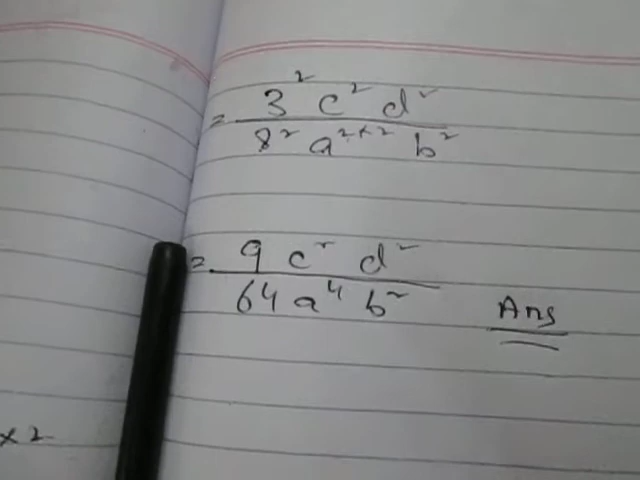 = 3² c² d² / 8² a²ˣ² b²
= 9 c² d² / 64 a⁴ b²
Ans
× 2